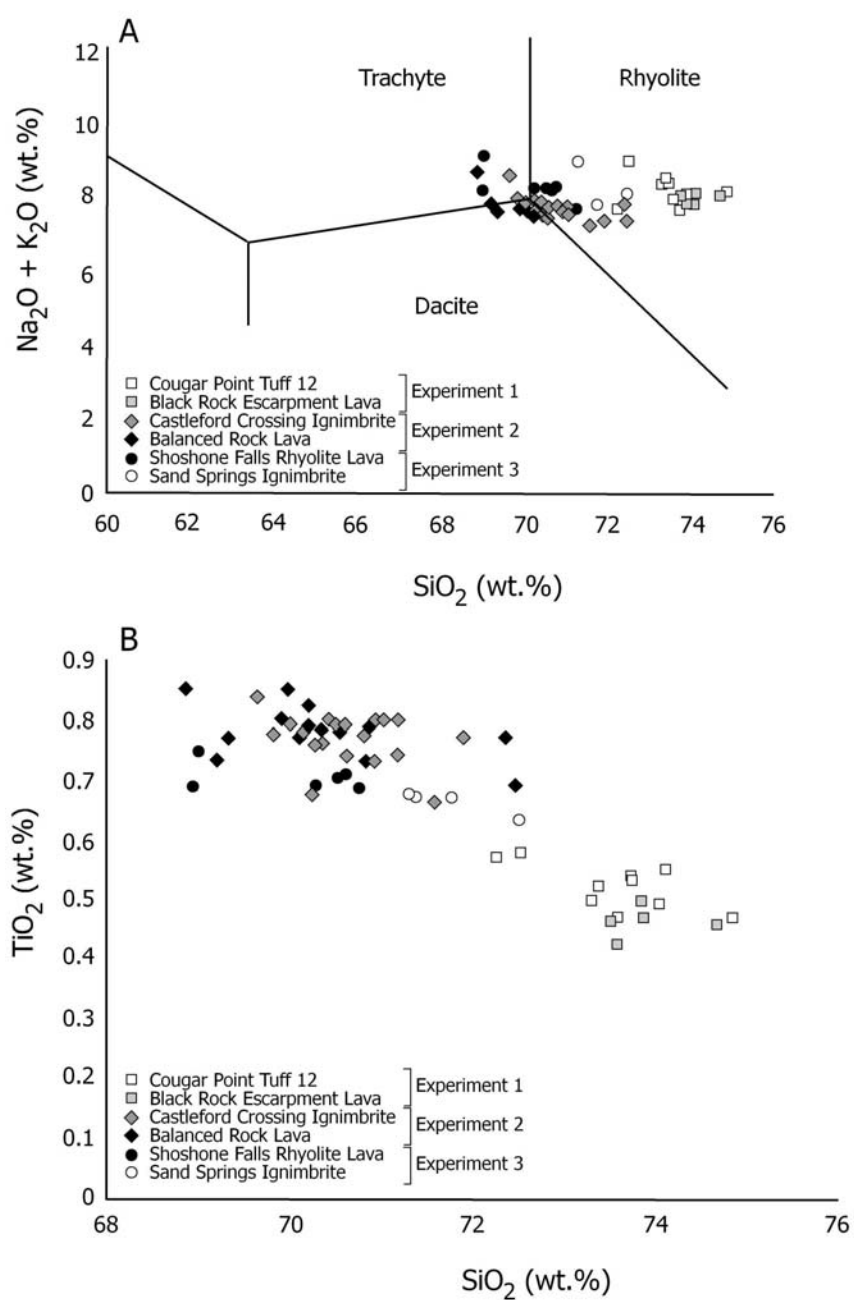 A
12
10
8
6
4
2
0
Na2O + K2O (wt.%)
Trachyte
Rhyolite
Dacite
Cougar Point Tuff 12
Black Rock Escarpment Lava
Experiment 1
Castleford Crossing Ignimbrite
Balanced Rock Lava
Experiment 2
Shoshone Falls Rhyolite Lava
Sand Springs Ignimbrite
Experiment 3
60 62 64 66 68 70 72 74 76
SiO2 (wt.%)
B
0.9
0.8
0.7
0.6
0.5
0.4
0.3
0.2
0.1
0
TiO2 (wt.%)
Cougar Point Tuff 12
Black Rock Escarpment Lava
Experiment 1
Castleford Crossing Ignimbrite
Balanced Rock Lava
Experiment 2
Shoshone Falls Rhyolite Lava
Sand Springs Ignimbrite
Experiment 3
68 70 72 74 76
SiO2 (wt.%)